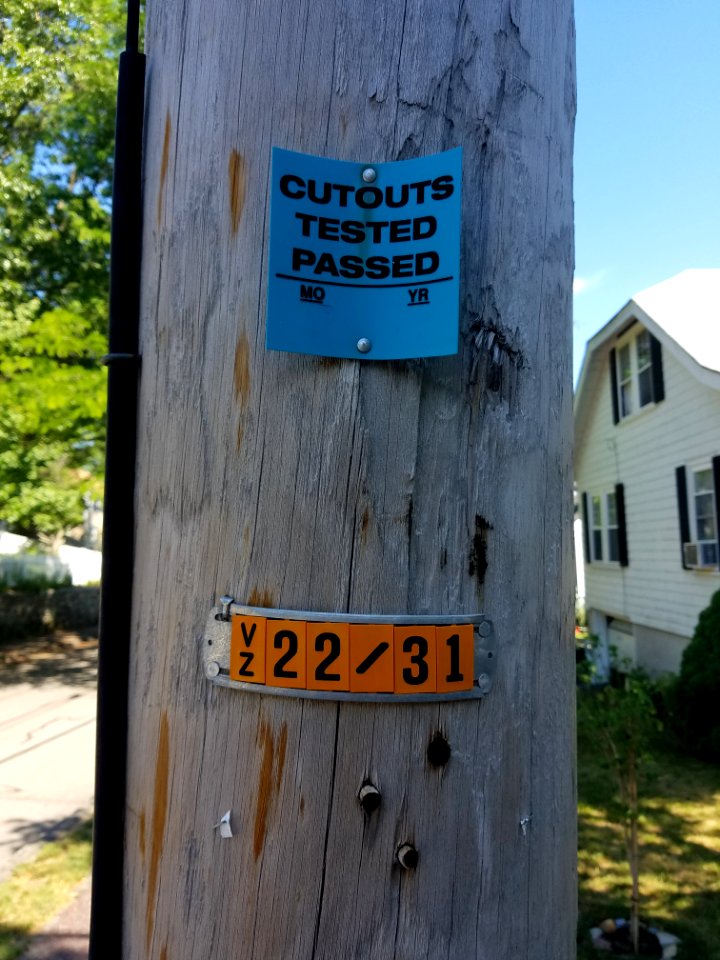 CUTOUTS
TESTED
PASSED
MO YR
VZ 22/31